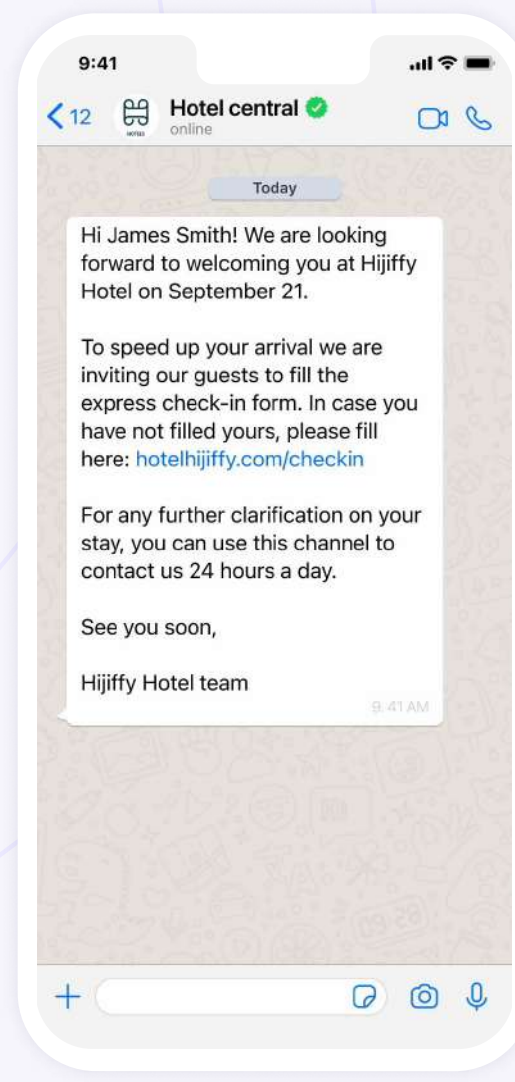 9:41
12
Hotel central
online
Today
Hi James Smith! We are looking
forward to welcoming you at Hijiffy
Hotel on September 21.
To speed up your arrival we are
inviting our guests to fill the
express check-in form. In case you
have not filled yours, please fill
here: hotelhijiffy.com/checkin
For any further clarification on your
stay, you can use this channel to
contact us 24 hours a day.
See you soon,
Hijiffy Hotel team
9.41 AM